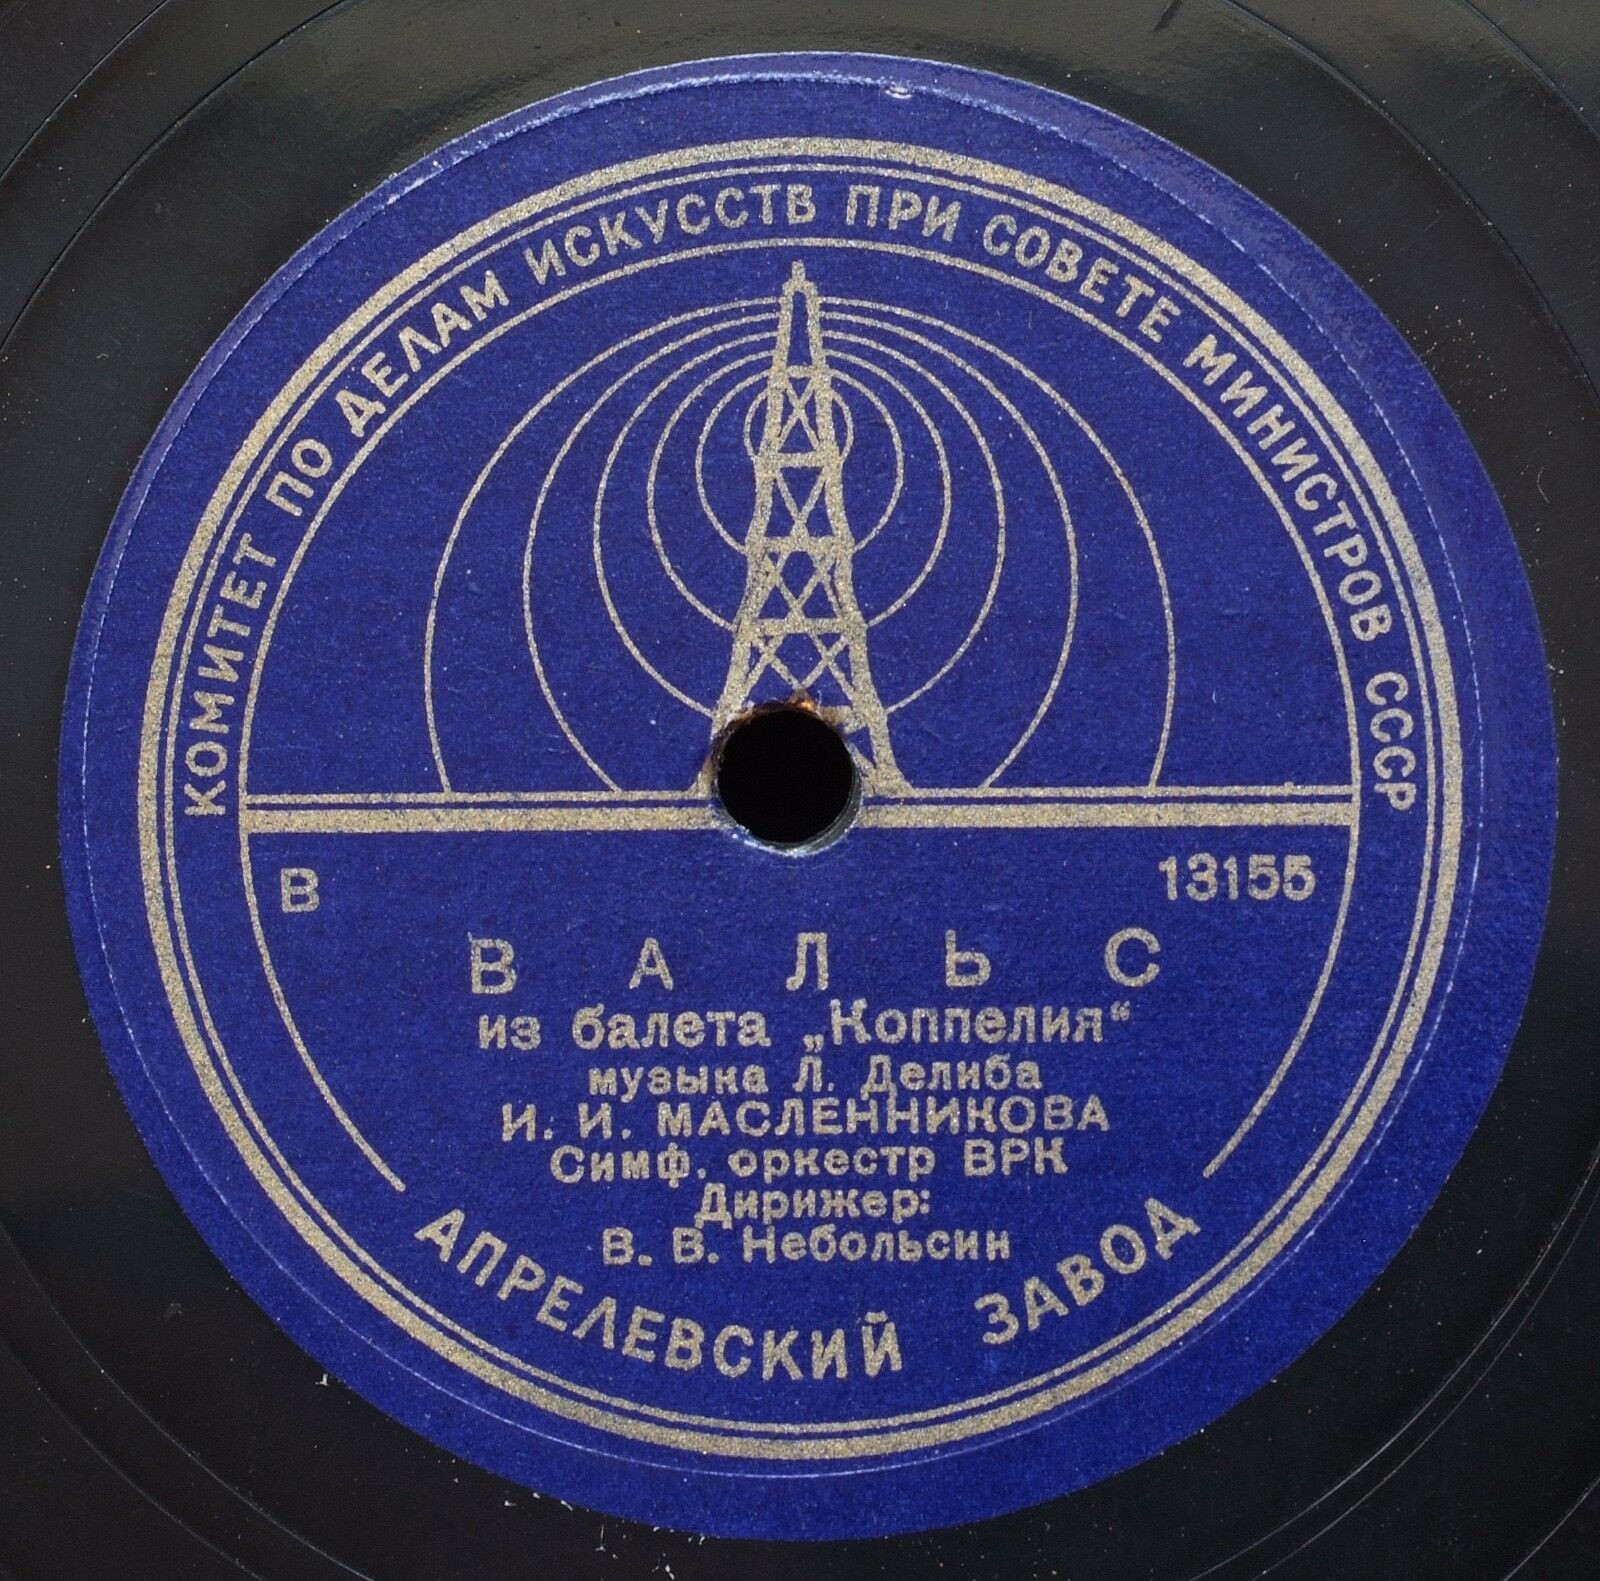 КОМИТЕТ ПО ДЕЛАМ ИСКУССТВ ПРИ СОВЕТЕ МИНИСТРОВ СССР
В 13155
ВАЛЬС
из балета „Коппелия“
музыка Л. Делиба
И. И. МАСЛЕННИКОВА
Симф. оркестр ВРК
Дирижер:
В. В. Небольсин
АПРЕЛЕВСКИЙ ЗАВОД